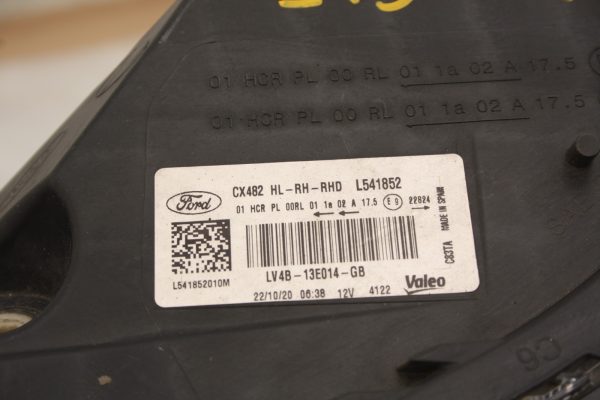 01 HCR PL 00 RL 01 1a 02 A 17.5
01 HCR PL 00 RL 01 1a 02 A 17.5
Ford
CX482 HL-RH-RHD L541852
01 HCR PL 00RL 01 1a 02 A 17.5 E9 22824
LV4B-13E014-GB
L541852010M
22/10/20 06:38 12V 4122
Valeo
C83TA MADE IN SPAIN